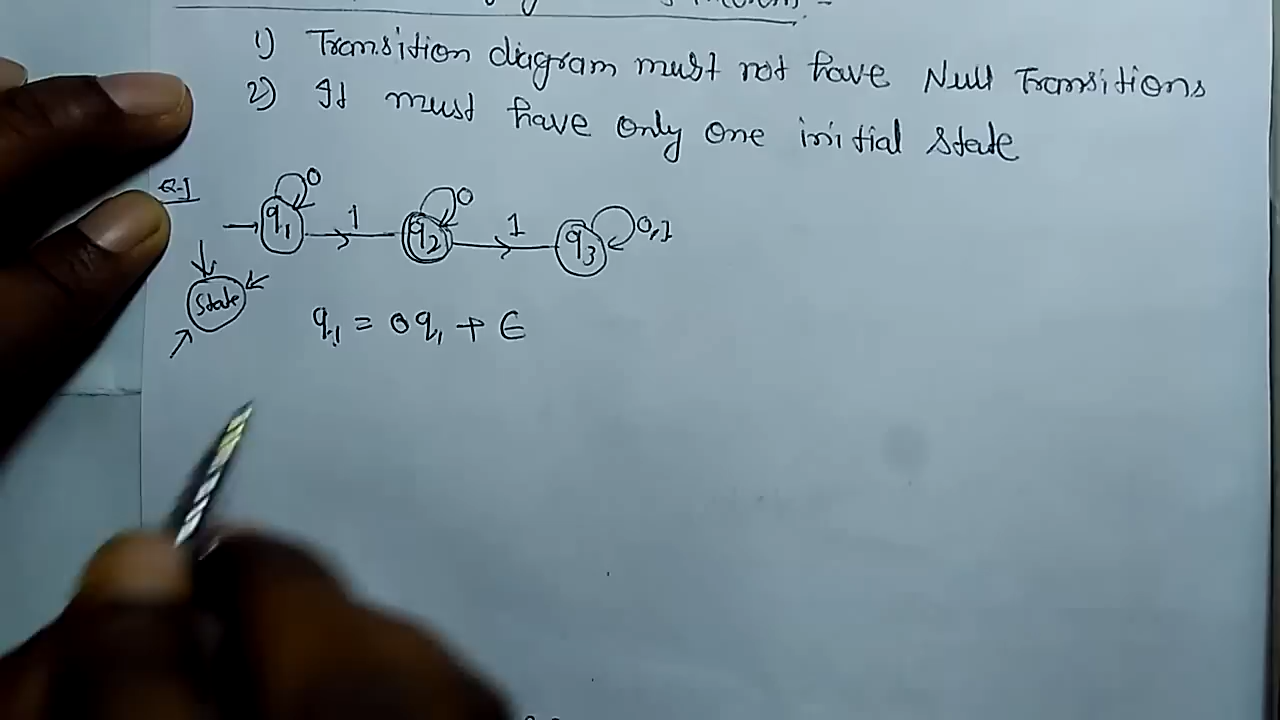 1) Transition diagram must not have Null Transitions
2) It must have only one initial State
Q-1
0 0
q1 1 q2 1 q3 0,1
State
q1 = 0q1 + ∈